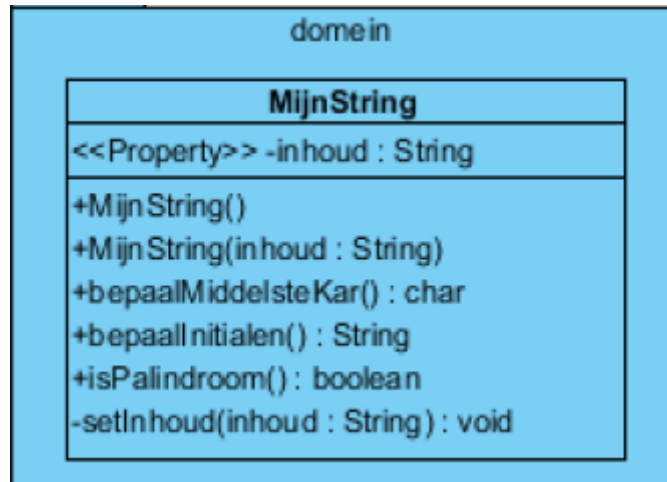 domein
MijnString
<<Property>> -inhoud : String
+MijnString()
+MijnString(inhoud : String)
+bepaalMiddelsteKar() : char
+bepaalInitialen() : String
+isPalindroom() : boolean
-setInhoud(inhoud : String) : void